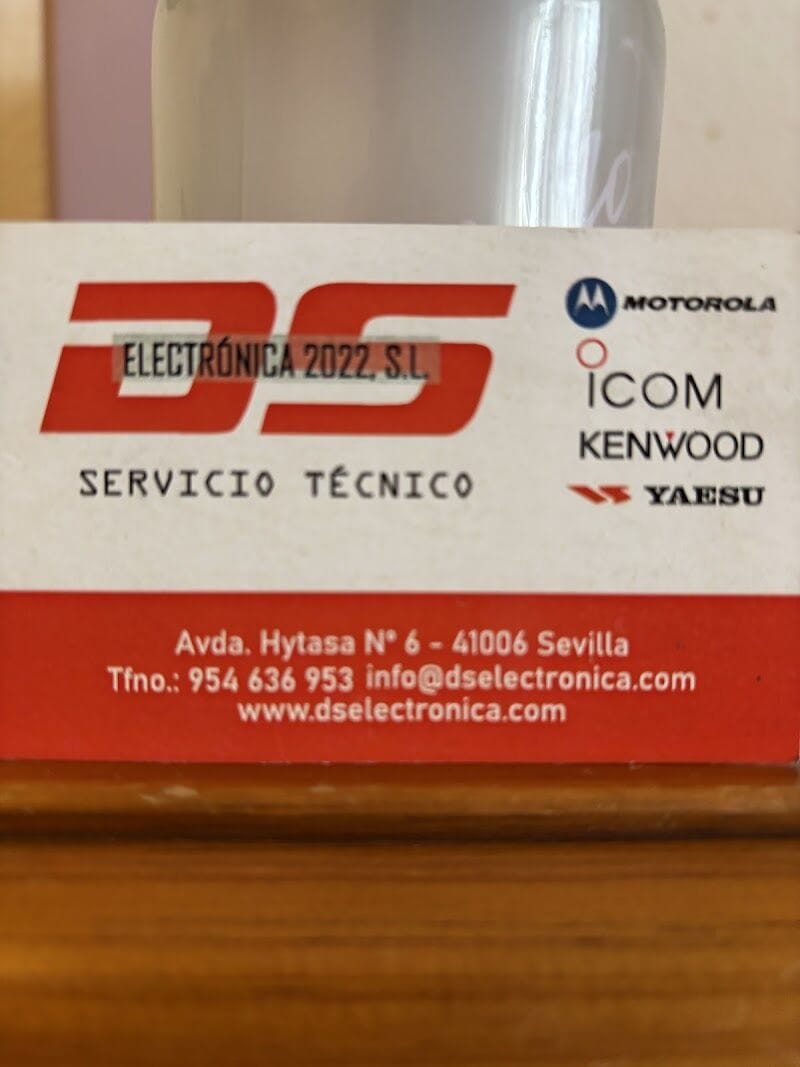 DS
ELECTRÓNICA 2022, S.L.
SERVICIO TÉCNICO
MOTOROLA
ICOM
KENWOOD
YAESU
Avda. Hytasa Nº 6 - 41006 Sevilla
Tfno.: 954 636 953 info@dselectronica.com
www.dselectronica.com